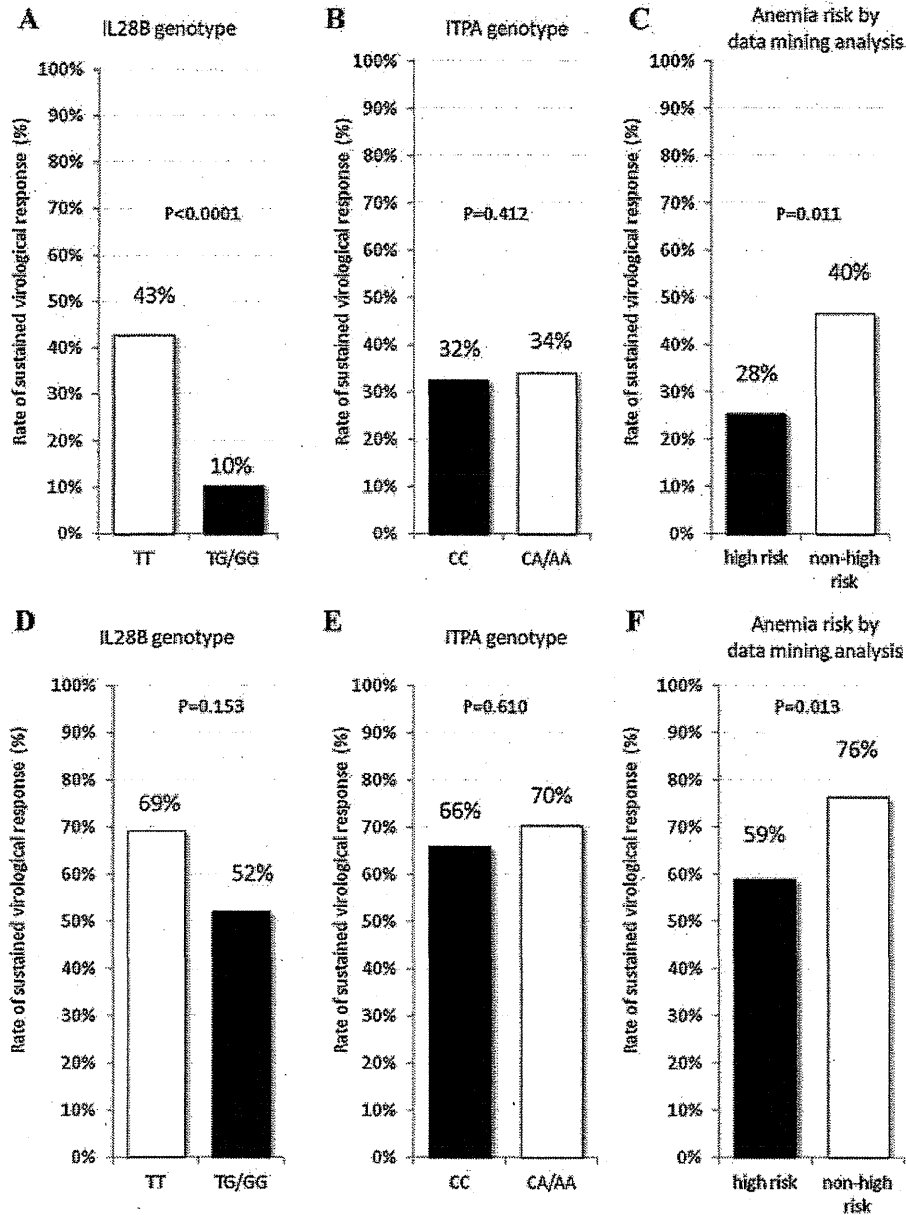 A
IL28B genotype
Rate of sustained virological response (%)
100%
90%
80%
70%
60%
50%
40%
30%
20%
10%
0%
P<0.0001
43%
10%
TT
TG/GG
B
ITPA genotype
Rate of sustained virological response (%)
100%
90%
80%
70%
60%
50%
40%
30%
20%
10%
0%
P=0.412
32%
34%
CC
CA/AA
C
Anemia risk by
data mining analysis
Rate of sustained virological response (%)
100%
90%
80%
70%
60%
50%
40%
30%
20%
10%
0%
P=0.011
28%
40%
high risk
non-high
risk
D
IL28B genotype
Rate of sustained virological response (%)
100%
90%
80%
70%
60%
50%
40%
30%
20%
10%
0%
P=0.153
69%
52%
TT
TG/GG
E
ITPA genotype
Rate of sustained virological response (%)
100%
90%
80%
70%
60%
50%
40%
30%
20%
10%
0%
P=0.610
66%
70%
CC
CA/AA
F
Anemia risk by
data mining analysis
Rate of sustained virological response (%)
100%
90%
80%
70%
60%
50%
40%
30%
20%
10%
0%
P=0.013
59%
76%
high risk
non-high
risk